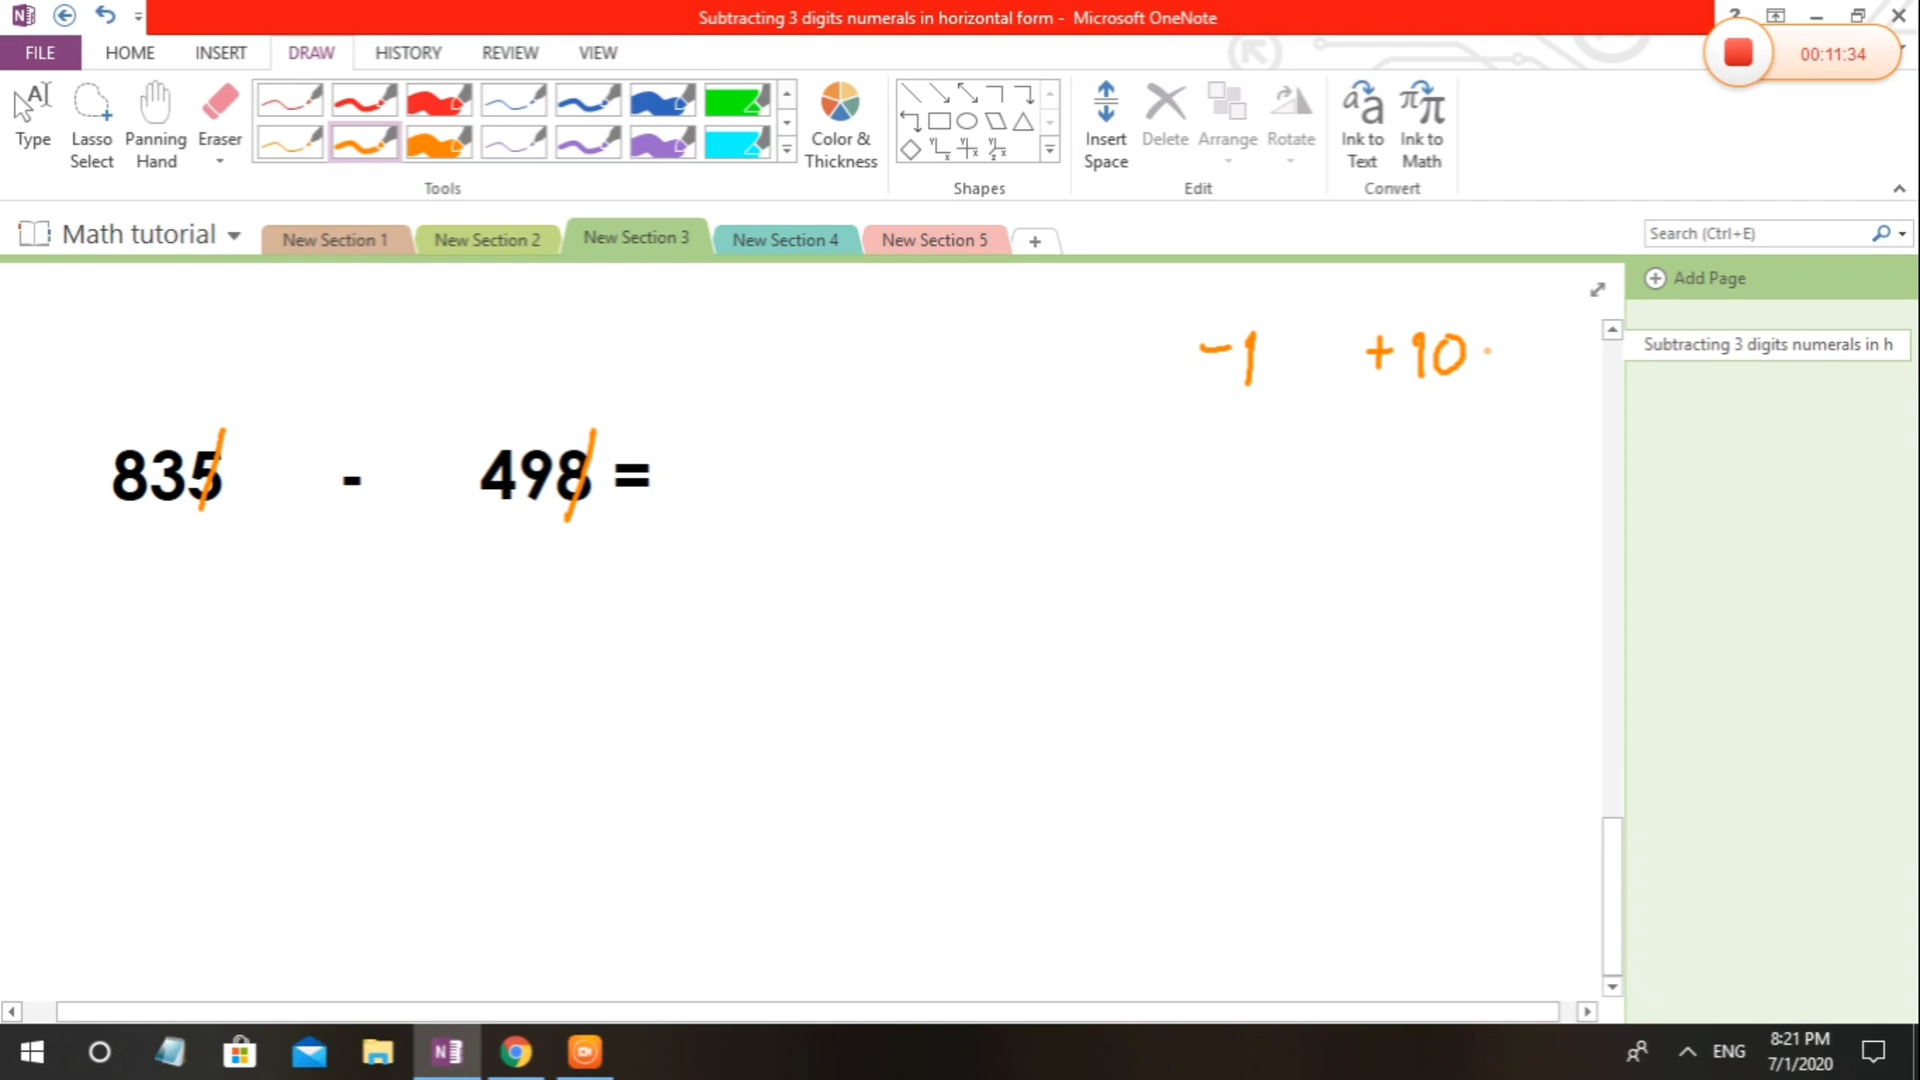 Subtracting 3 digits numerals in horizontal form - Microsoft OneNote
?
00:11:34
FILE HOME INSERT DRAW HISTORY REVIEW VIEW
Type
Lasso Select
Panning Hand
Eraser
Color & Thickness
Insert Space
Delete
Arrange
Rotate
Ink to Text
Ink to Math
Tools Shapes Edit Convert
Math tutorial New Section 1 New Section 2 New Section 3 New Section 4 New Section 5 +
Search (Ctrl+E)
Add Page
Subtracting 3 digits numerals in h
-1 +10
835 - 498 =
ENG
8:21 PM
7/1/2020